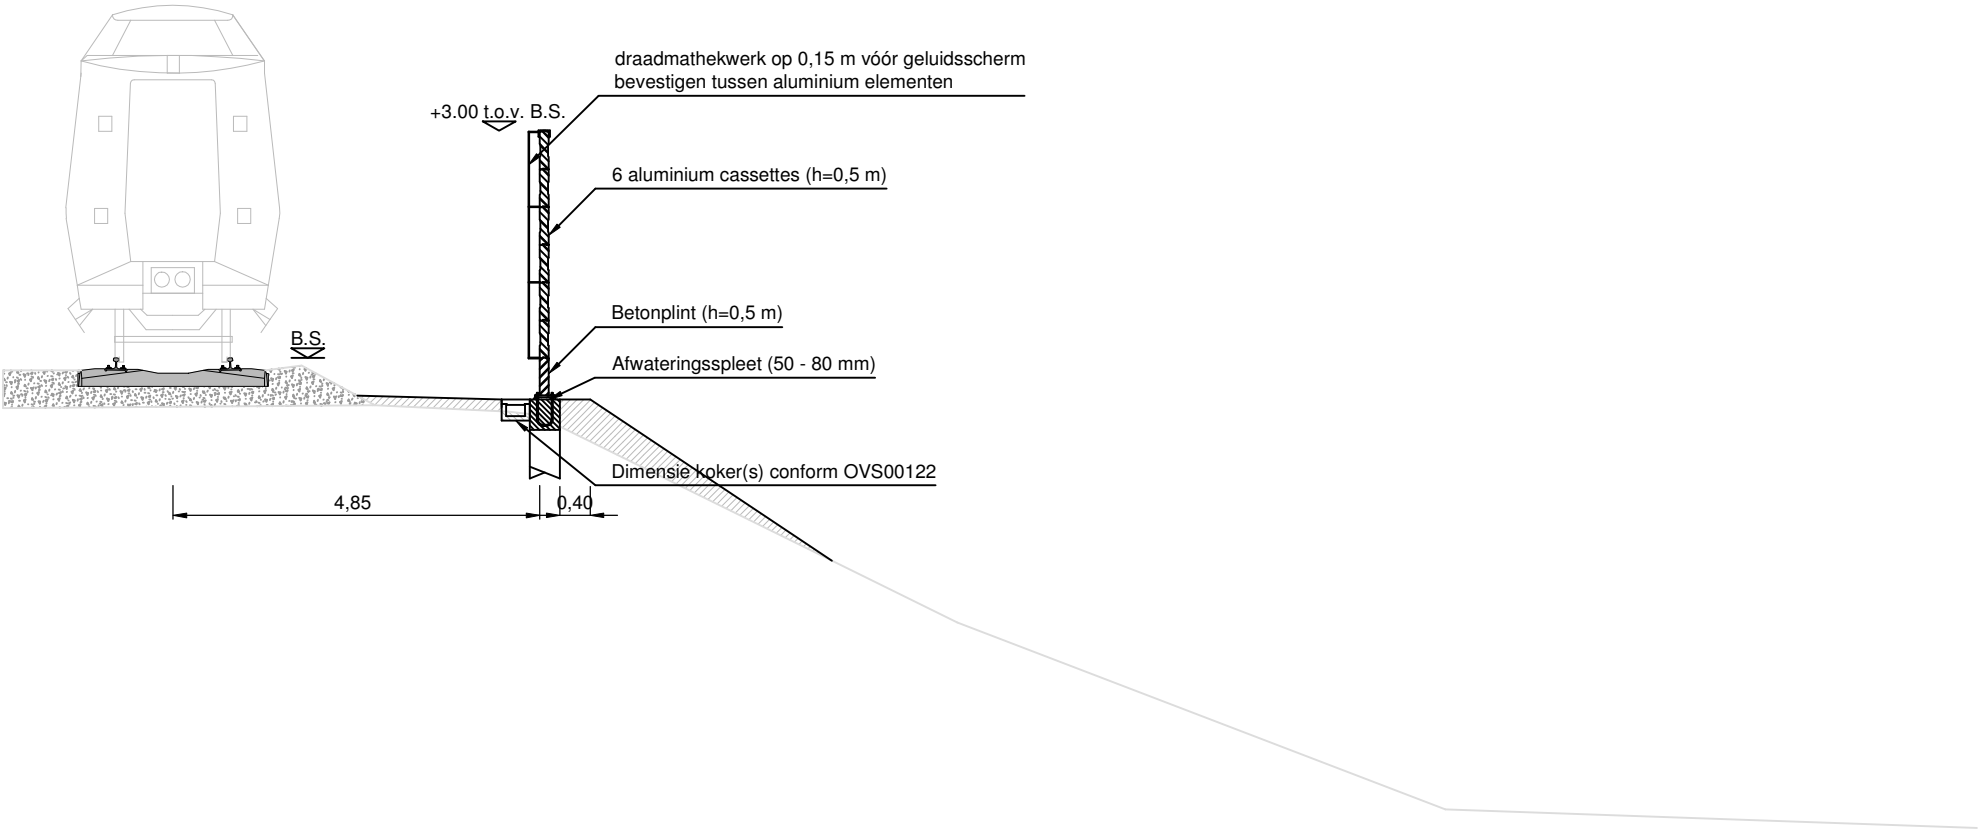 draadmathekwerk op 0,15 m vóór geluidsscherm
bevestigen tussen aluminium elementen
+3.00 t.o.v. B.S.
6 aluminium cassettes (h=0,5 m)
Betonplint (h=0,5 m)
B.S.
Afwateringsspleet (50 - 80 mm)
Dimensie koker(s) conform OVS00122
4,85
0,40